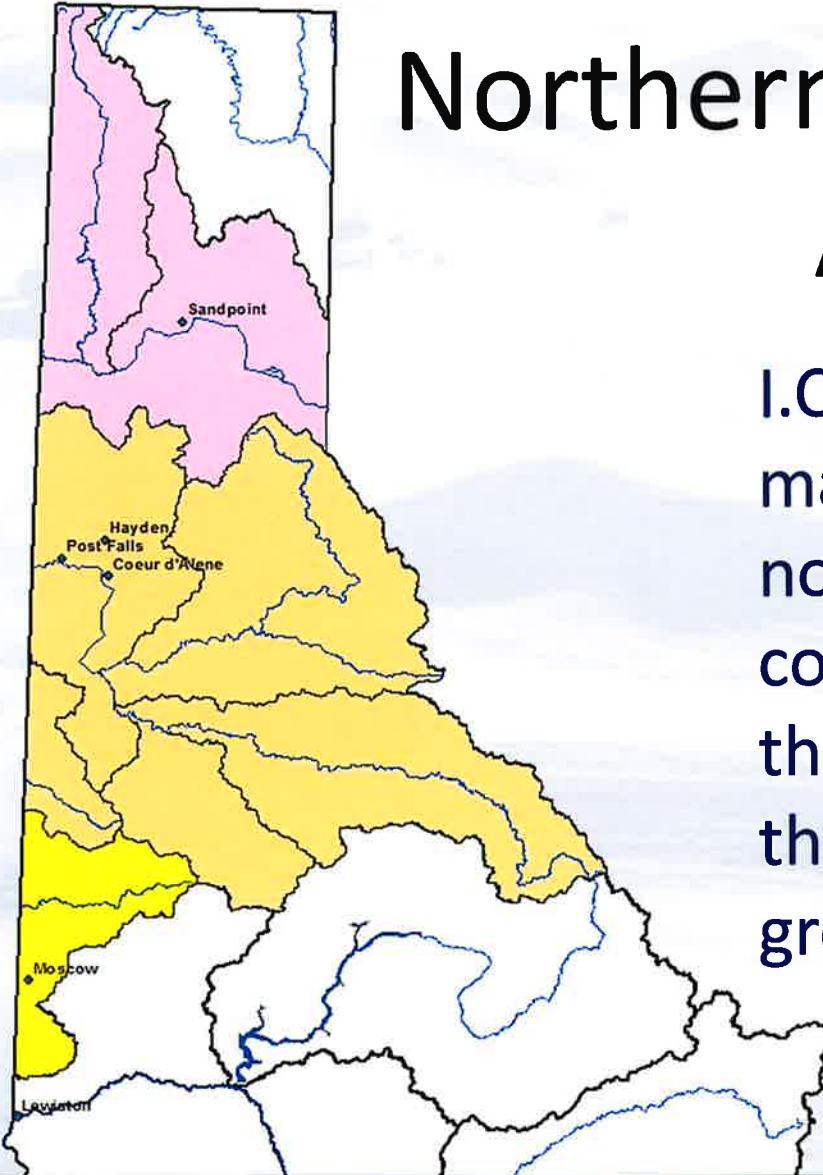 Northern
Sandpoint
Hayden
Post Falls
Coeur d'Alene
Moscow
Lewiston
ma
no
co
th
th
gr